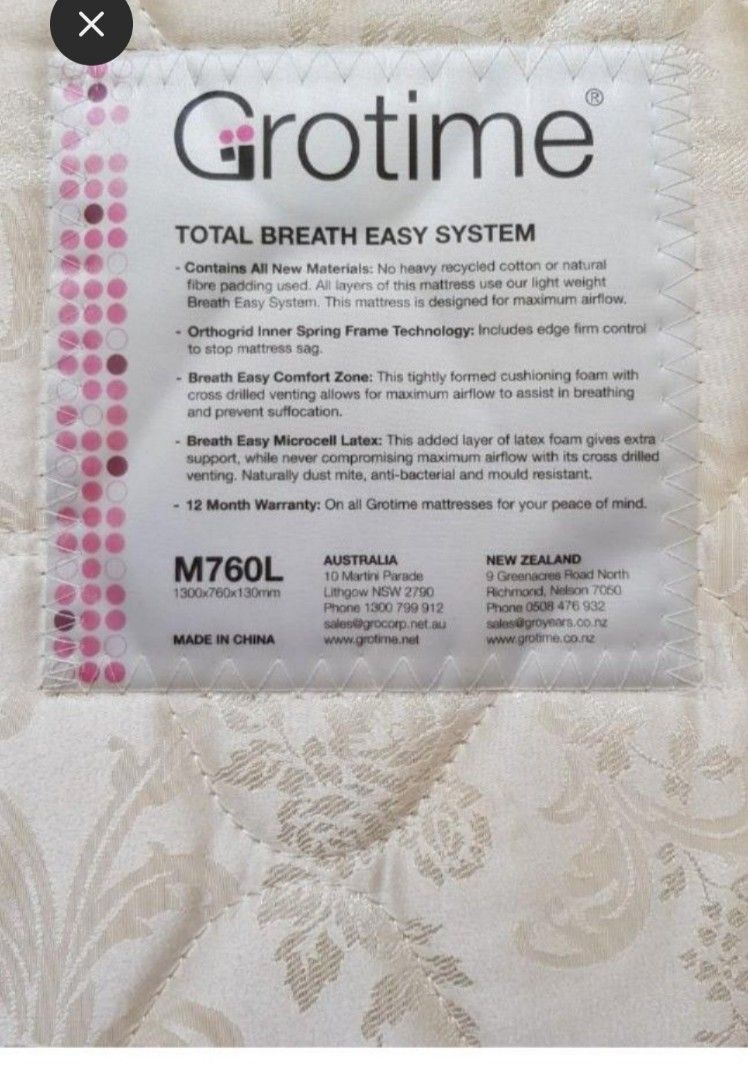 Grotime®
TOTAL BREATH EASY SYSTEM
- Contains All New Materials: No heavy recycled cotton or natural
fibre padding used. All layers of this mattress use our light weight
Breath Easy System. This mattress is designed for maximum airflow.
- Orthogrid Inner Spring Frame Technology: Includes edge firm control
to stop mattress sag.
- Breath Easy Comfort Zone: This tightly formed cushioning foam with
cross drilled venting allows for maximum airflow to assist in breathing
and prevent suffocation.
- Breath Easy Microcell Latex: This added layer of latex foam gives extra
support, while never compromising maximum airflow with its cross drilled
venting. Naturally dust mite, anti-bacterial and mould resistant.
- 12 Month Warranty: On all Grotime mattresses for your peace of mind.
M760L
1300x760x130mm
MADE IN CHINA
AUSTRALIA
10 Martini Parade
Lithgow NSW 2790
Phone 1300 799 912
sales@grocorp.net.au
www.grotime.net
NEW ZEALAND
9 Greenacres Road North
Richmond, Nelson 7050
Phone 0508 476 932
sales@groyears.co.nz
www.grotime.co.nz